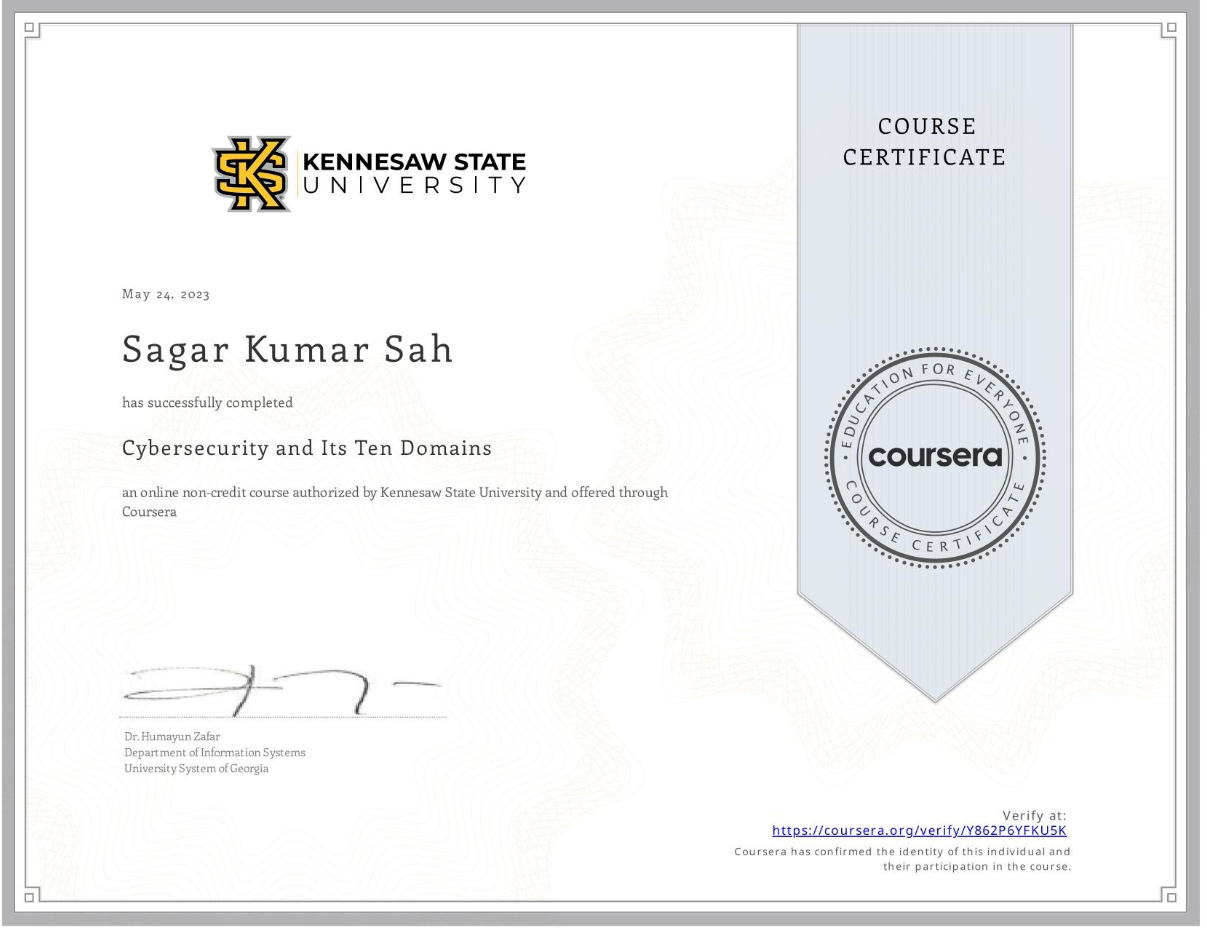 COURSE
CERTIFICATE
KENNESAW STATE
UNIVERSITY
May 24, 2023
Sagar Kumar Sah
has successfully completed
Cybersecurity and Its Ten Domains
an online non-credit course authorized by Kennesaw State University and offered through
Coursera
EDUCATION FOR EVERYONE
coursera
COURSE CERTIFICATE
Dr. Humayun Zafar
Department of Information Systems
University System of Georgia
Verify at:
https://coursera.org/verify/Y862P6YFKU5K
Coursera has confirmed the identity of this individual and
their participation in the course.